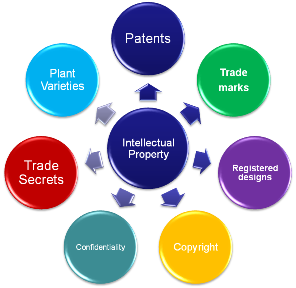 Patents
Trade
marks
Registered
designs
Copyright
Confidentiality
Trade
Secrets
Plant
Varieties
Intellectual
Property